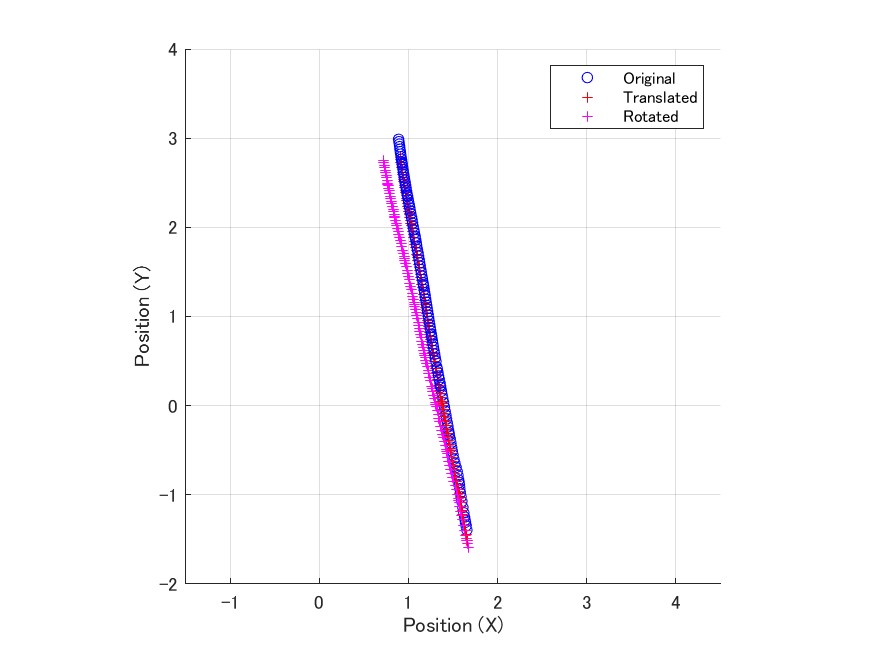 4
3
2
1
0
−1
−2
−1
0
1
2
3
4
Position (Y)
Position (X)
Original
Translated
Rotated